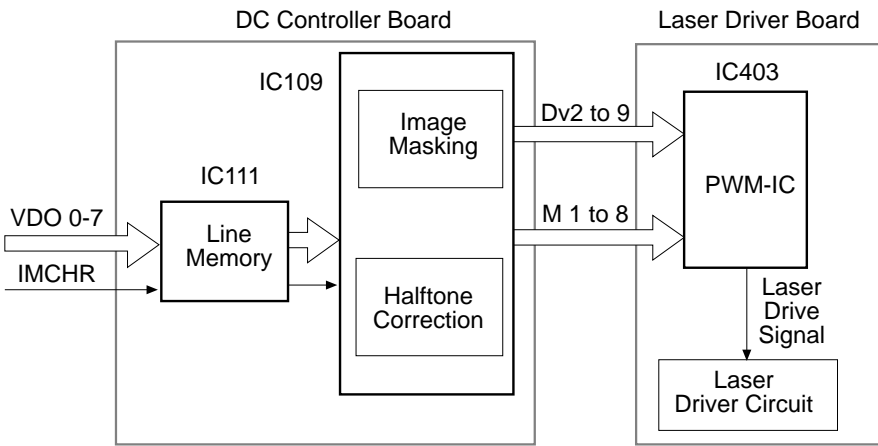 DC Controller Board
Laser Driver Board
IC109
IC403
Image
Masking
Dv2 to 9
IC111
PWM-IC
VDO 0-7
Line
Memory
M 1 to 8
IMCHR
Halftone
Correction
Laser
Drive
Signal
Laser
Driver Circuit